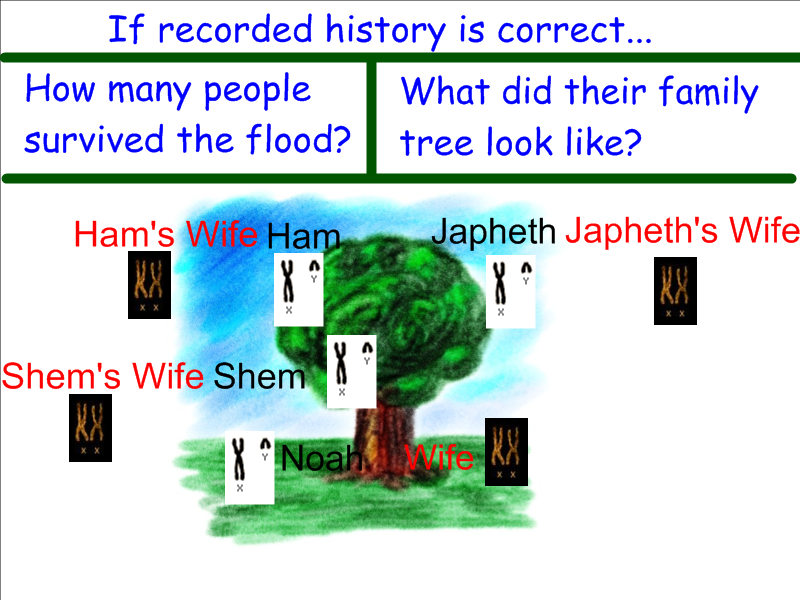 If recorded history is correct...
How many people
survived the flood?
What did their family
tree look like?
Ham's Wife Ham
Japheth Japheth's Wife
X X
X Y
X Y
X X
Shem's Wife Shem
X Y
X X
Noah Wife
X Y
X X